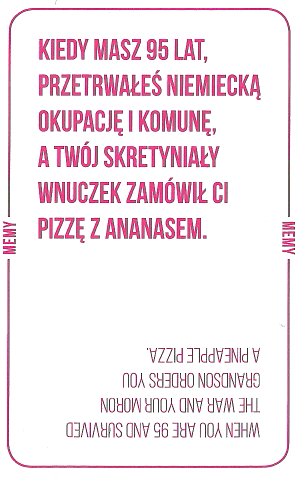 KIEDY MASZ 95 LAT,
PRZETRWAŁEŚ NIEMIECKĄ
OKUPACJĘ I KOMUNĘ,
A TWÓJ SKRETYNIAŁY
WNUCZEK ZAMÓWIŁ CI
PIZZĘ Z ANANASEM.
MEMY
MEMY
WHEN YOU ARE 95 AND SURVIVED
THE WAR AND YOUR MORON
GRANDSON ORDERS YOU
A PINEAPPLE PIZZA.